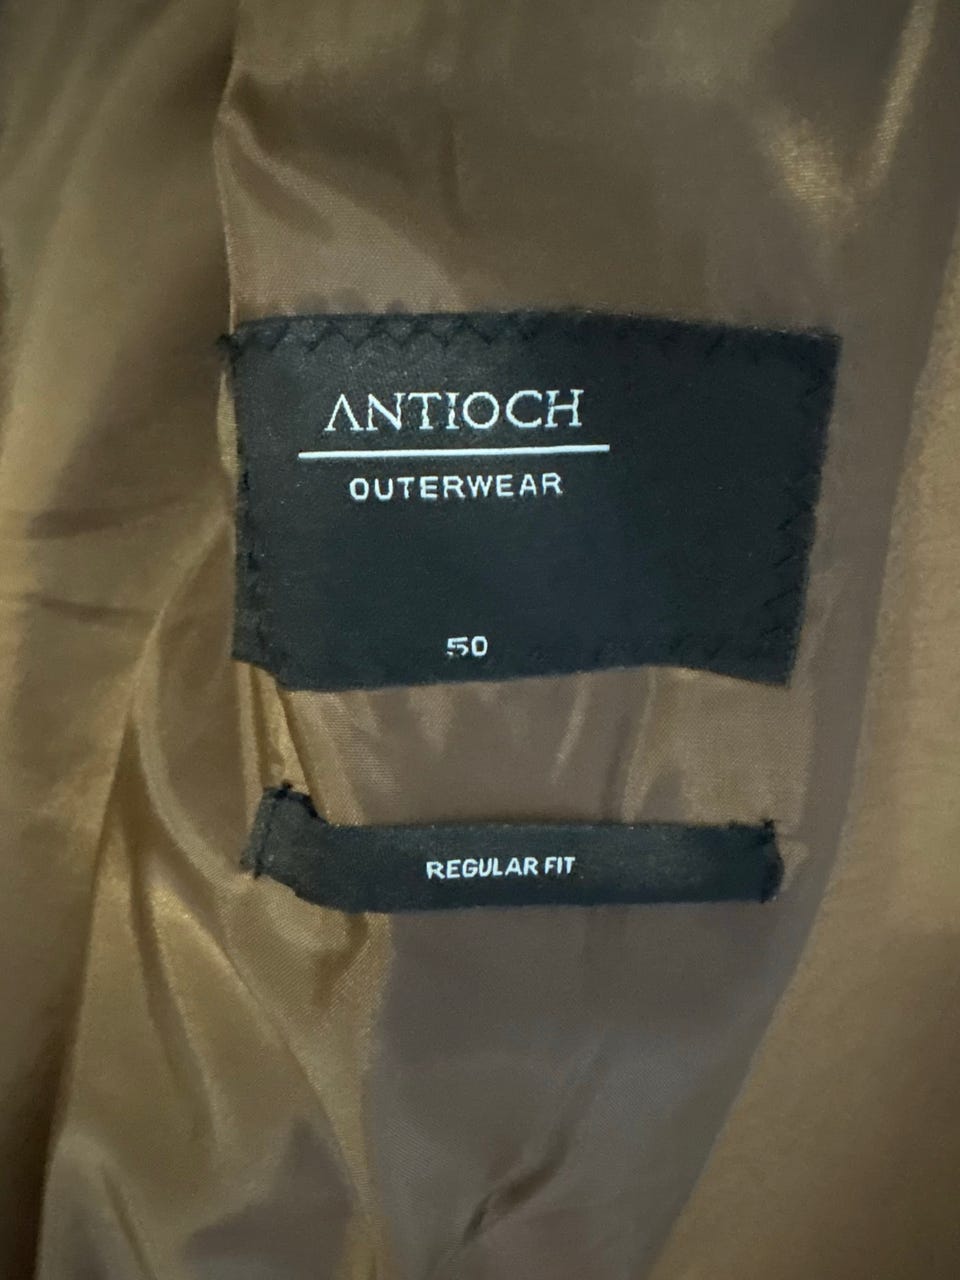 ANTIOCH
OUTERWEAR
50
REGULAR FIT